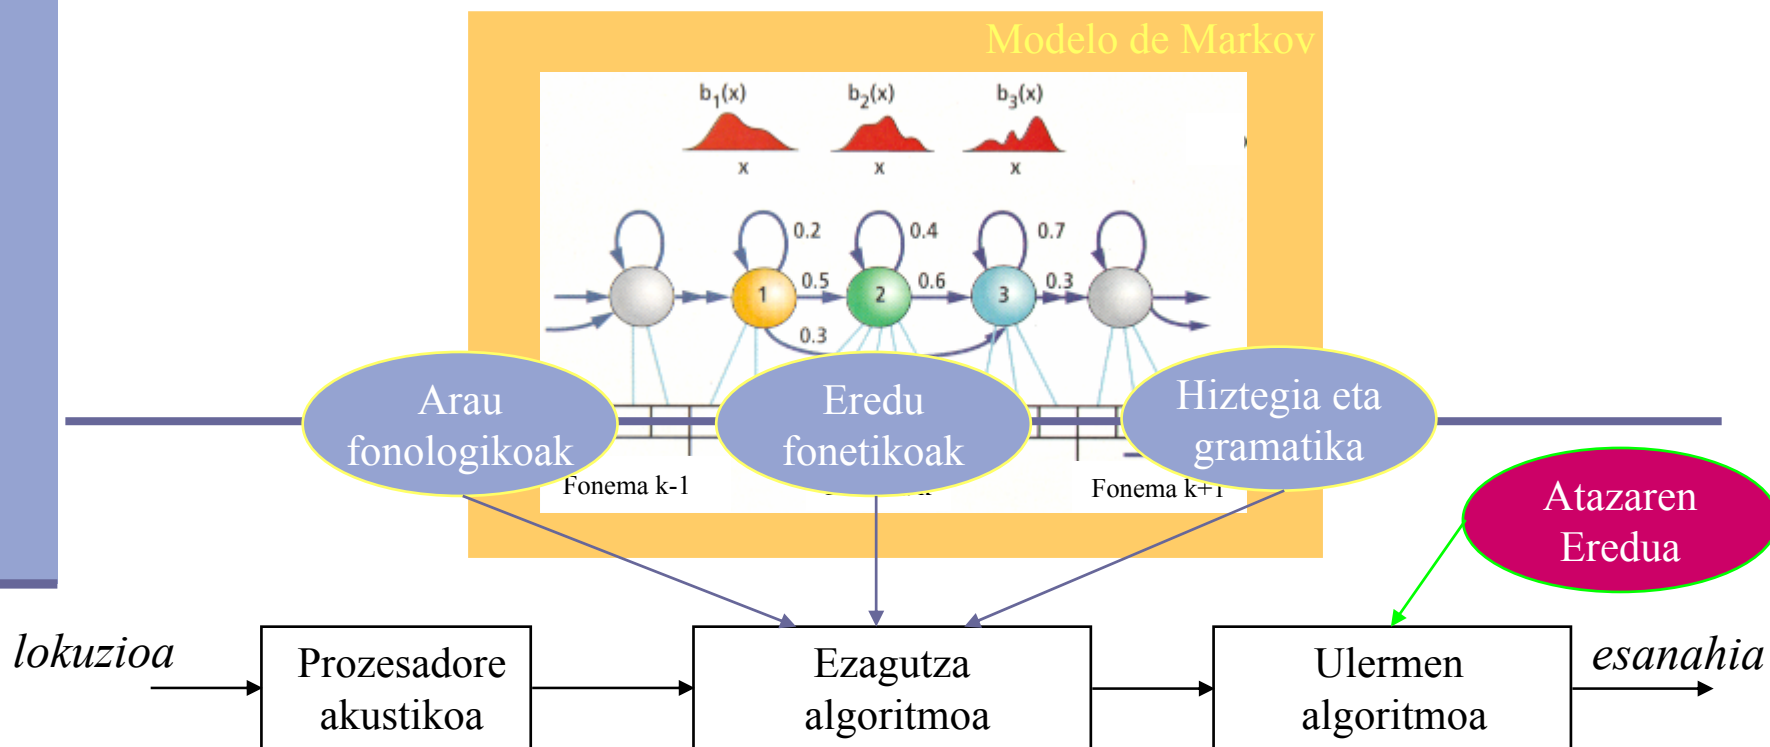 Modelo de Markov
b1(x) b2(x) b3(x)
x x x
0.2 0.4 0.7
1 0.5 2 0.6 3 0.3
0.3
Arau
fonologikoak
Eredu
fonetikoak
Hiztegia eta
gramatika
Fonema k-1
Fonema k+1
Atazaren
Eredua
lokuzioa
Prozesadore
akustikoa
Ezagutza
algoritmoa
Ulermen
algoritmoa
esanahia